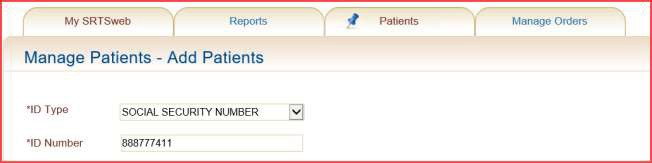 My SRTSweb Reports Patients Manage Orders
Manage Patients - Add Patients
*ID Type SOCIAL SECURITY NUMBER
*ID Number 888777411